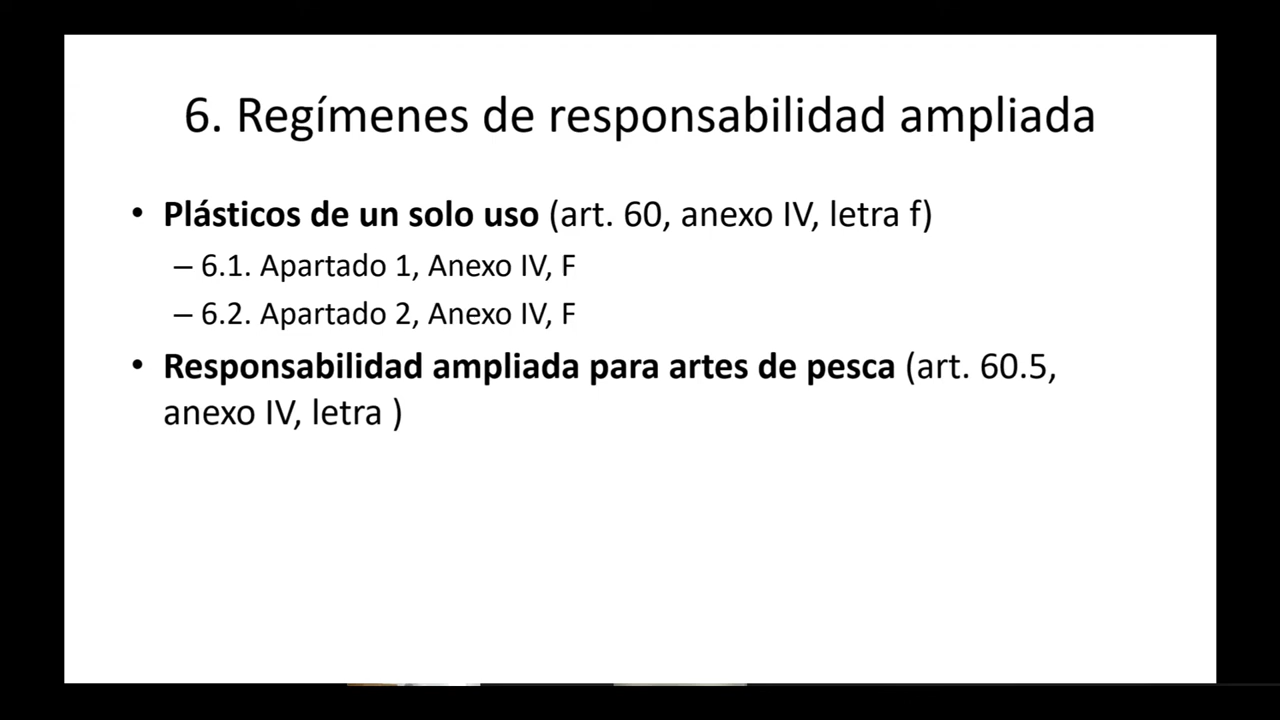 6. Regímenes de responsabilidad ampliada
• Plásticos de un solo uso (art. 60, anexo IV, letra f)
– 6.1. Apartado 1, Anexo IV, F
– 6.2. Apartado 2, Anexo IV, F
• Responsabilidad ampliada para artes de pesca (art. 60.5,
anexo IV, letra )